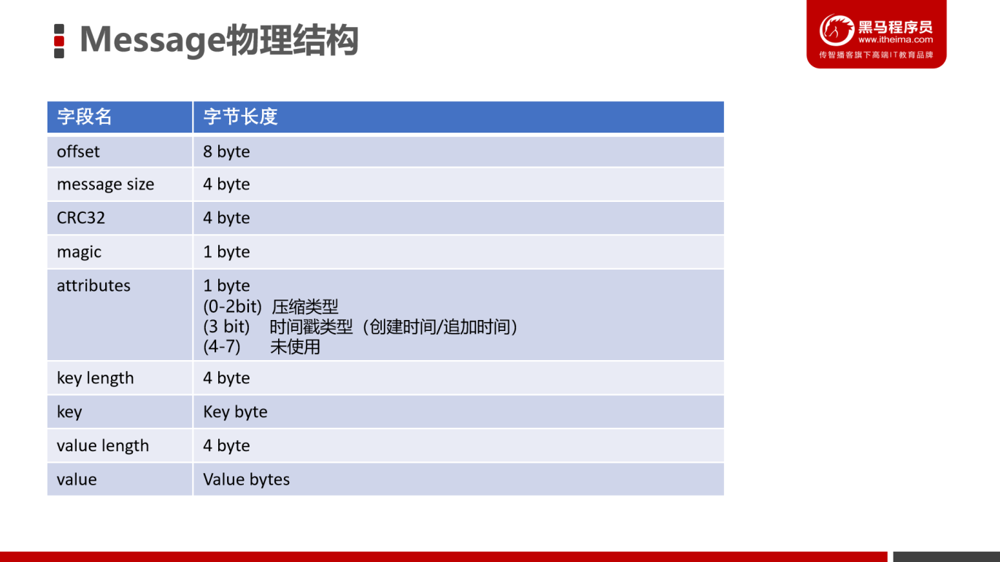 Message物理结构
黑马程序员
www.itheima.com
传智播客旗下高端IT教育品牌
字段名 字节长度
offset 8 byte
message size 4 byte
CRC32 4 byte
magic 1 byte
attributes 1 byte
(0-2bit) 压缩类型
(3 bit) 时间戳类型（创建时间/追加时间）
(4-7) 未使用
key length 4 byte
key Key byte
value length 4 byte
value Value bytes